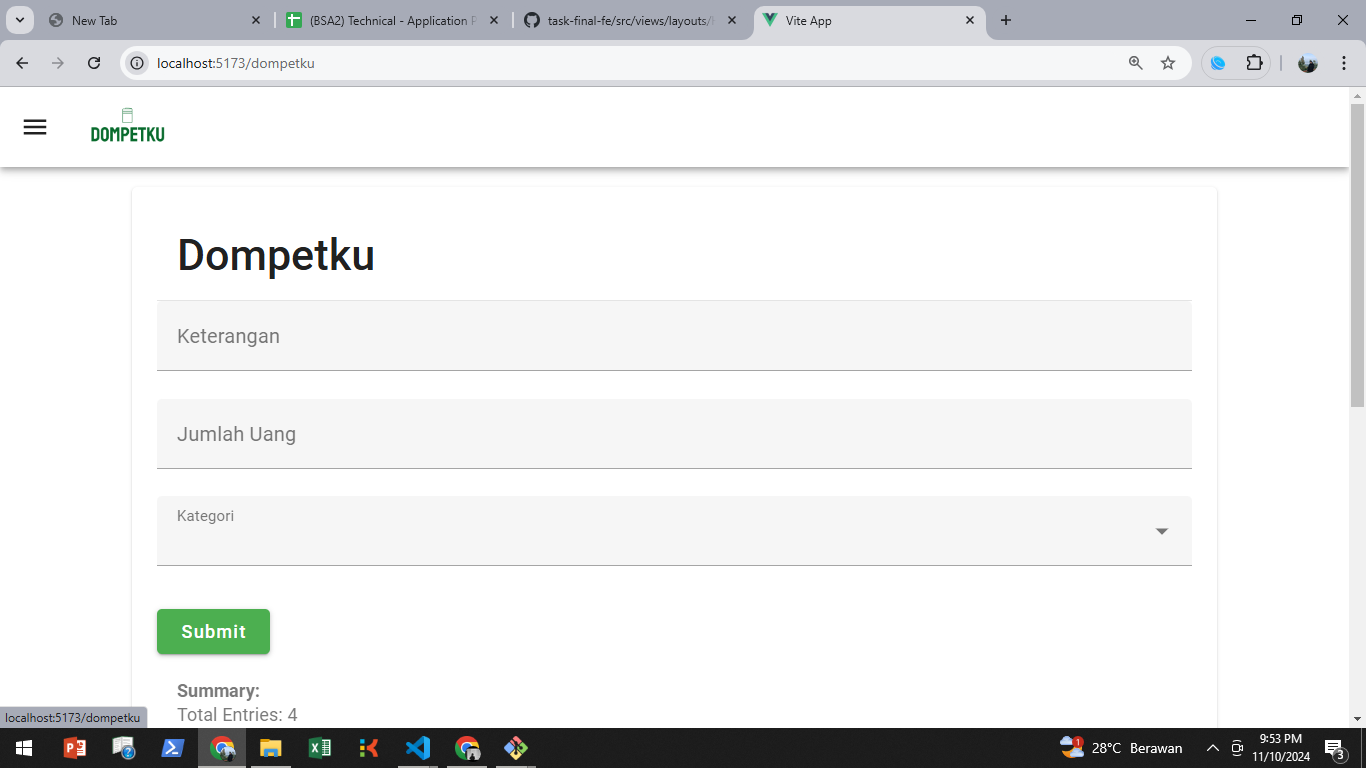 New Tab
(BSA2) Technical - Application P
task-final-fe/src/views/layouts/
Vite App
localhost:5173/dompetku
DOMPETKU
Dompetku
Keterangan
Jumlah Uang
Kategori
Submit
Summary:
Total Entries: 4
localhost:5173/dompetku
1
28°C Berawan
9:53 PM
11/10/2024
3